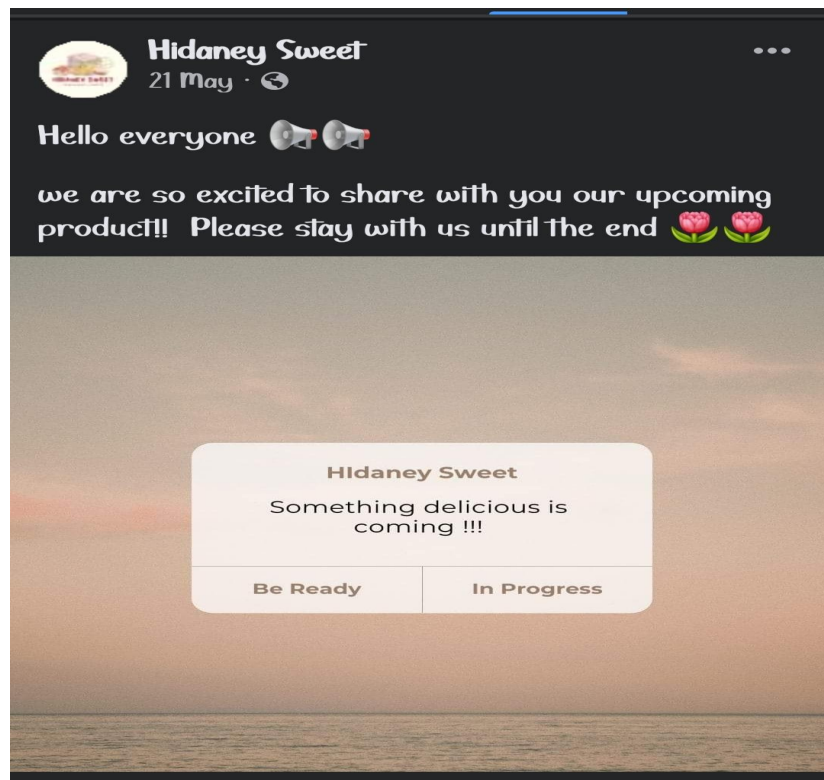 Hidaney Sweet
21 May ·
Hello everyone
we are so excited to share with you our upcoming
product!! Please stay with us until the end
HIdaney Sweet
Something delicious is
coming !!!
Be Ready
In Progress